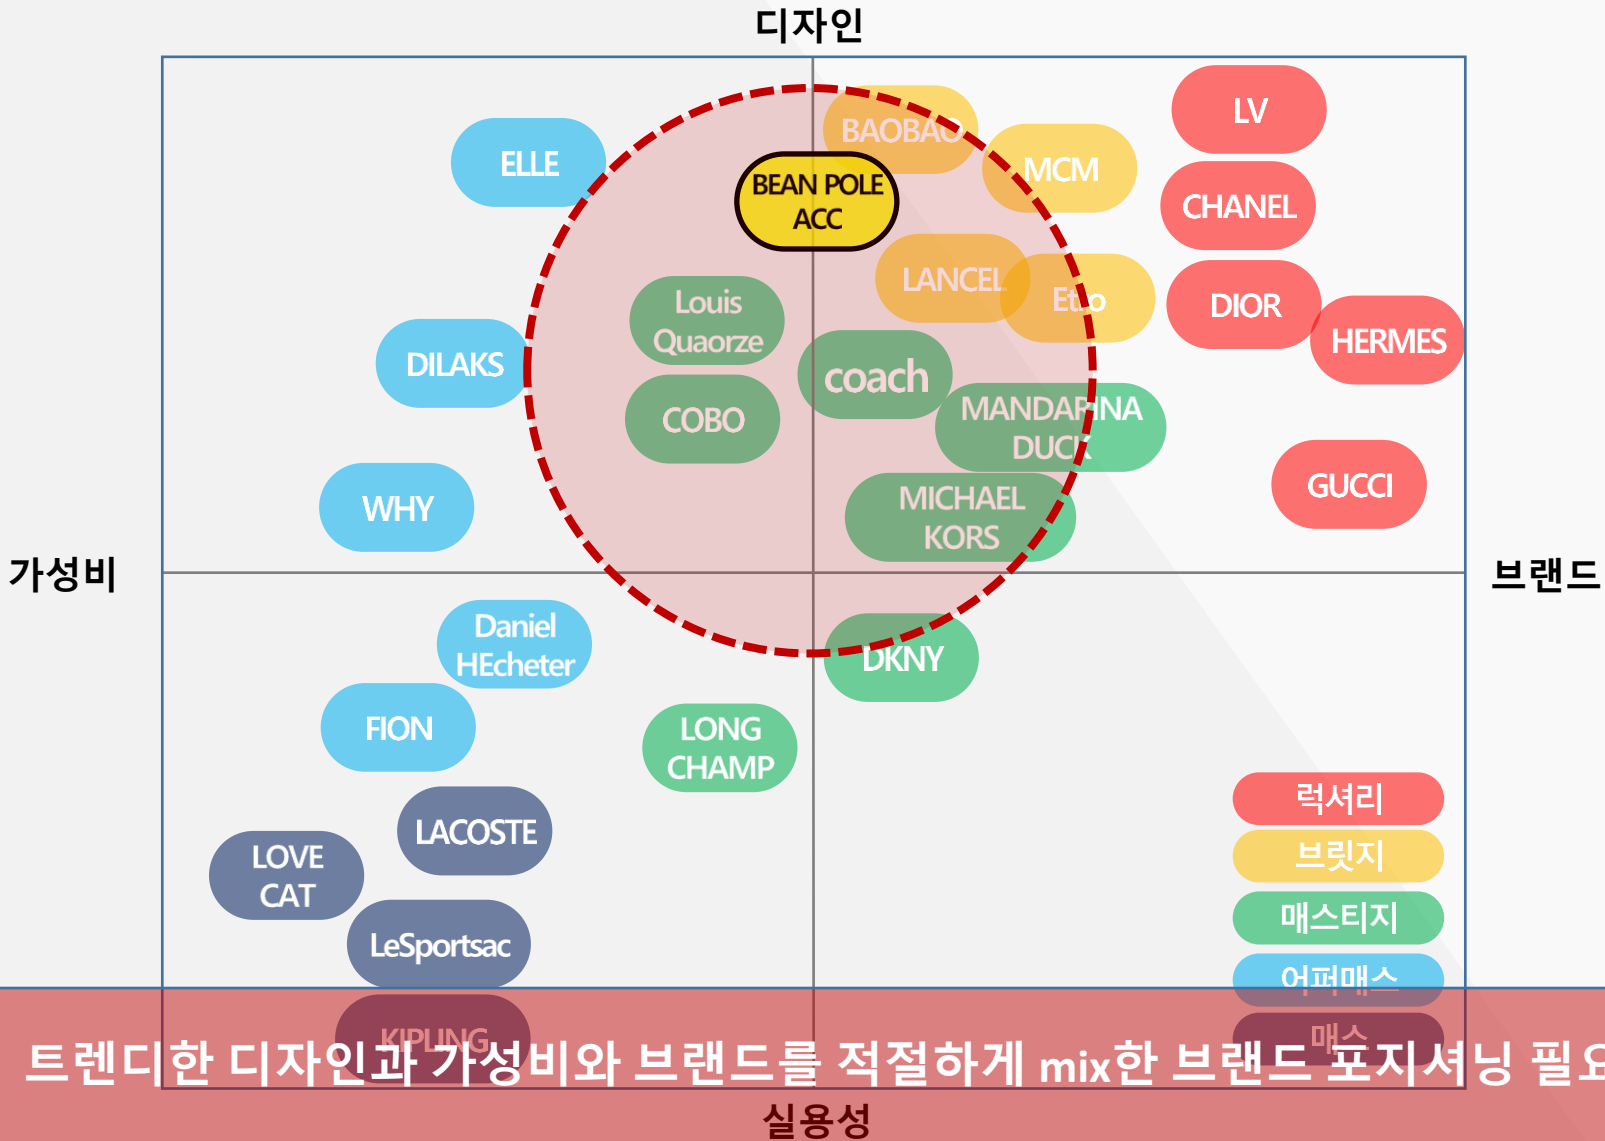 디자인
LV
BAOBAO
ELLE
MCM
BEAN POLE
ACC
CHANEL
LANCEL
Etro
Louis
Quaorze
DIOR
HERMES
DILAKS
coach
COBO
MANDARINA
DUCK
GUCCI
WHY
MICHAEL
KORS
가성비
브랜드
Daniel
HEcheter
DKNY
FION
LONG
CHAMP
럭셔리
LACOSTE
브릿지
LOVE
CAT
매스티지
LeSportsac
어퍼매스
KIPLING
매스
트렌디한 디자인과 가성비와 브랜드를 적절하게 mix한 브랜드 포지셔닝 필요
실용성